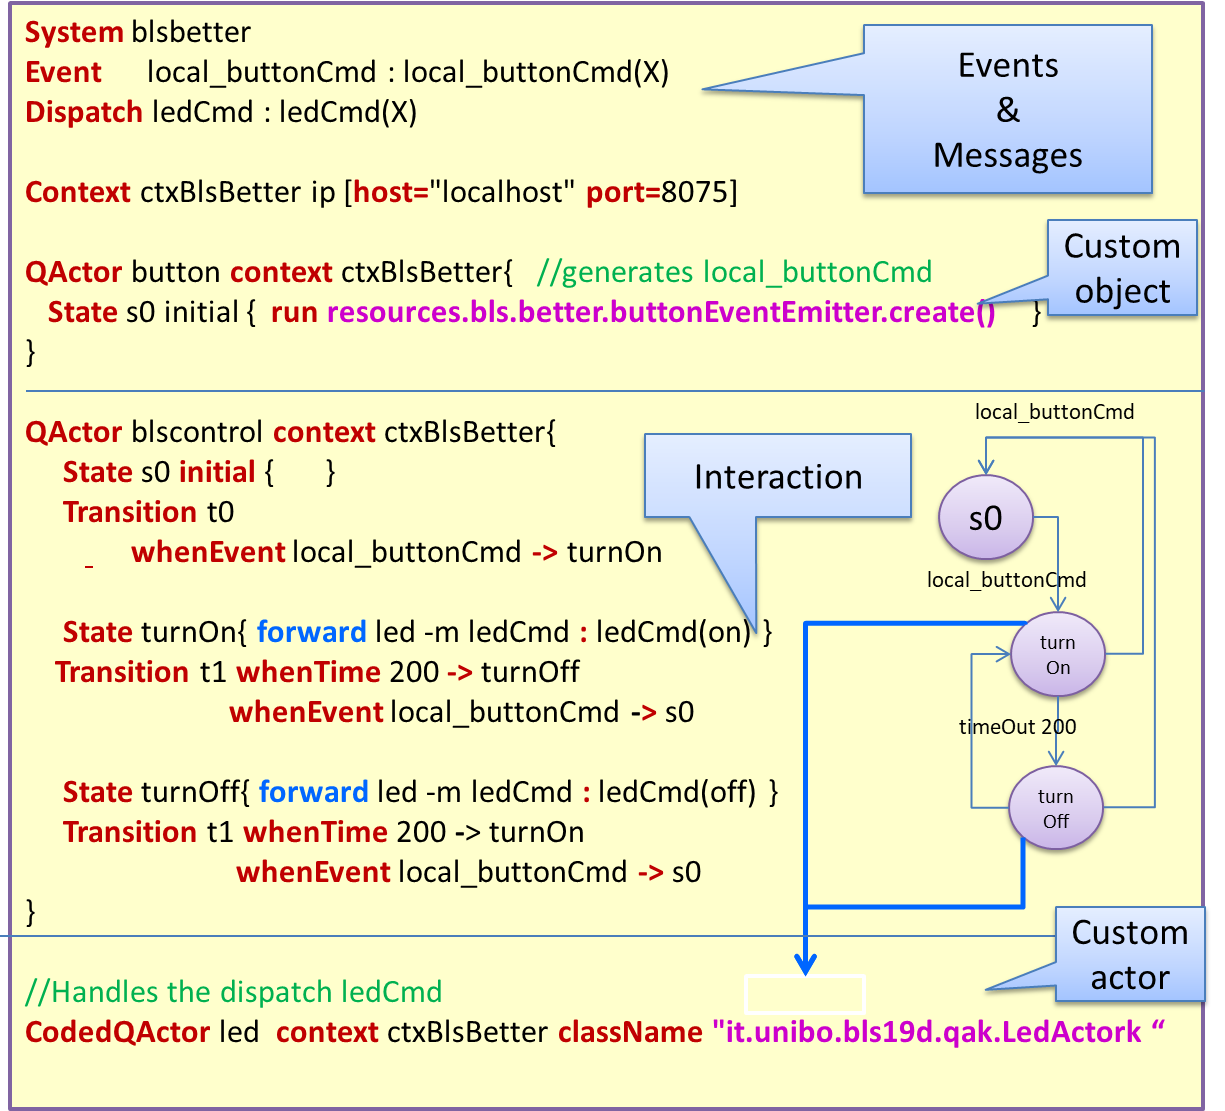 System blsbetter
Event local_buttonCmd : local_buttonCmd(X)
Dispatch ledCmd : ledCmd(X)
Events
&
Messages
Context ctxBlsBetter ip [host="localhost" port=8075]
Custom
object
QActor button context ctxBlsBetter{ //generates local_buttonCmd
State s0 initial { run resources.bls.better.buttonEventEmitter.create() }
}
QActor blscontrol context ctxBlsBetter{
State s0 initial { }
Transition t0
whenEvent local_buttonCmd -> turnOn
State turnOn{ forward led -m ledCmd : ledCmd(on) }
Transition t1 whenTime 200 -> turnOff
whenEvent local_buttonCmd -> s0
State turnOff{ forward led -m ledCmd : ledCmd(off) }
Transition t1 whenTime 200 -> turnOn
whenEvent local_buttonCmd -> s0
}
Interaction
local_buttonCmd
s0
local_buttonCmd
turn
On
timeOut 200
turn
Off
Custom
actor
//Handles the dispatch ledCmd
CodedQActor led context ctxBlsBetter className "it.unibo.bls19d.qak.LedActork “